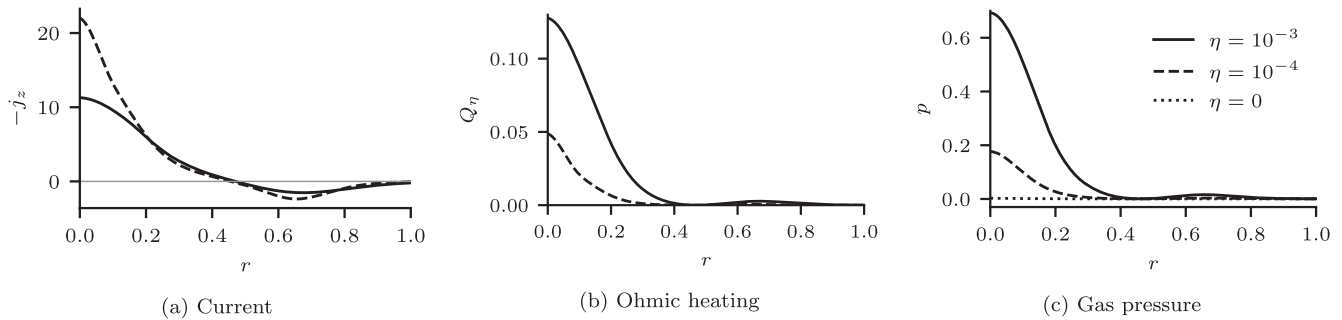 −j_z
20
10
0
0.0 0.2 0.4 0.6 0.8 1.0
r
(a) Current
Q_η
0.10
0.05
0.00
0.0 0.2 0.4 0.6 0.8 1.0
r
(b) Ohmic heating
p
0.6
0.4
0.2
0.0
η = 10⁻³
η = 10⁻⁴
η = 0
0.0 0.2 0.4 0.6 0.8 1.0
r
(c) Gas pressure